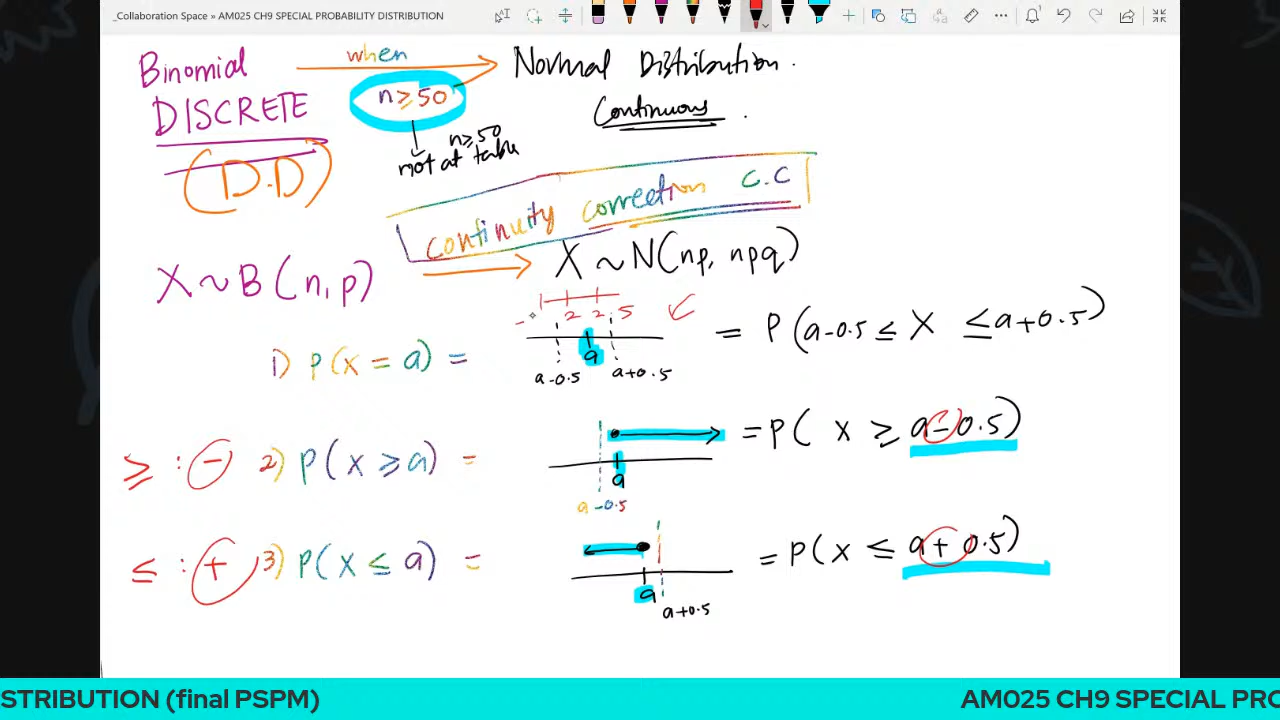 _Collaboration Space » AM025 CH9 SPECIAL PROBABILITY DISTRIBUTION
Binomial when Normal Distribution.
DISCRETE n ≥ 50 Continuous.
(D.D) n≥50
not at table
continuity correction C.C
X ~ B(n, p) X ~ N(np, npq)
2 2.5
1) P(x = a) = a = P(a-0.5 ≤ X ≤ a+0.5)
a-0.5 a+0.5
≥ : - 2) P(x ≥ a) = = P( x ≥ a-0.5)
a
a-0.5
≤ : + 3) P(x ≤ a) = = P(x ≤ a+0.5)
a
a+0.5
STRIBUTION (final PSPM) AM025 CH9 SPECIAL PRO